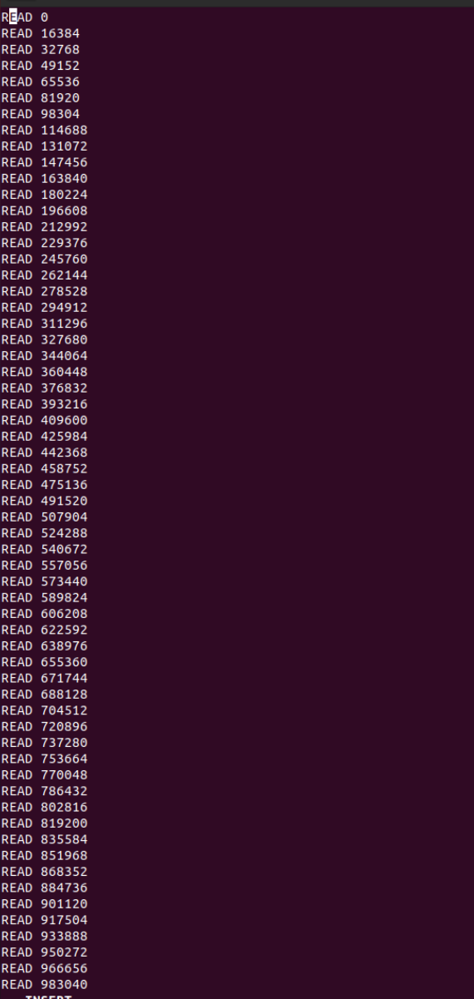 READ 0
READ 16384
READ 32768
READ 49152
READ 65536
READ 81920
READ 98304
READ 114688
READ 131072
READ 147456
READ 163840
READ 180224
READ 196608
READ 212992
READ 229376
READ 245760
READ 262144
READ 278528
READ 294912
READ 311296
READ 327680
READ 344064
READ 360448
READ 376832
READ 393216
READ 409600
READ 425984
READ 442368
READ 458752
READ 475136
READ 491520
READ 507904
READ 524288
READ 540672
READ 557056
READ 573440
READ 589824
READ 606208
READ 622592
READ 638976
READ 655360
READ 671744
READ 688128
READ 704512
READ 720896
READ 737280
READ 753664
READ 770048
READ 786432
READ 802816
READ 819200
READ 835584
READ 851968
READ 868352
READ 884736
READ 901120
READ 917504
READ 933888
READ 950272
READ 966656
READ 983040
INSERT